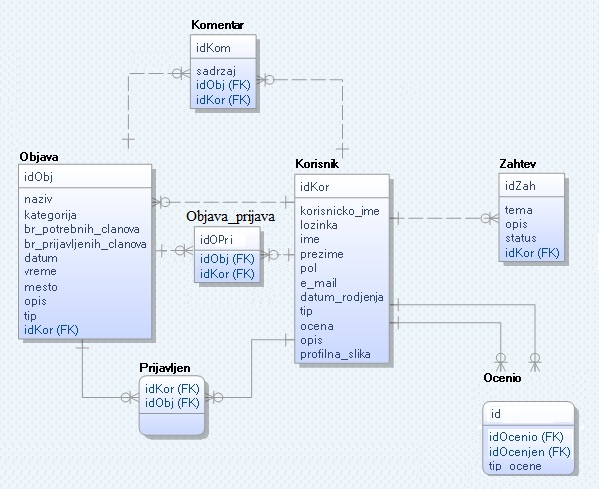 Komentar
idKom
sadrzaj
idObj (FK)
idKor (FK)
Objava
idObj
naziv
kategorija
br_potrebnih_clanova
br_prijavljenih_clanova
datum
vreme
mesto
opis
tip
idKor (FK)
Objava_prijava
idOPri
idObj (FK)
idKor (FK)
Korisnik
idKor
korisnicko_ime
lozinka
ime
prezime
pol
e_mail
datum_rodjenja
tip
ocena
opis
profilna_slika
Zahtev
idZah
tema
opis
status
idKor (FK)
Prijavljen
idKor (FK)
idObj (FK)
Ocenio
id
idOcenio (FK)
idOcenjen (FK)
tip_ocene